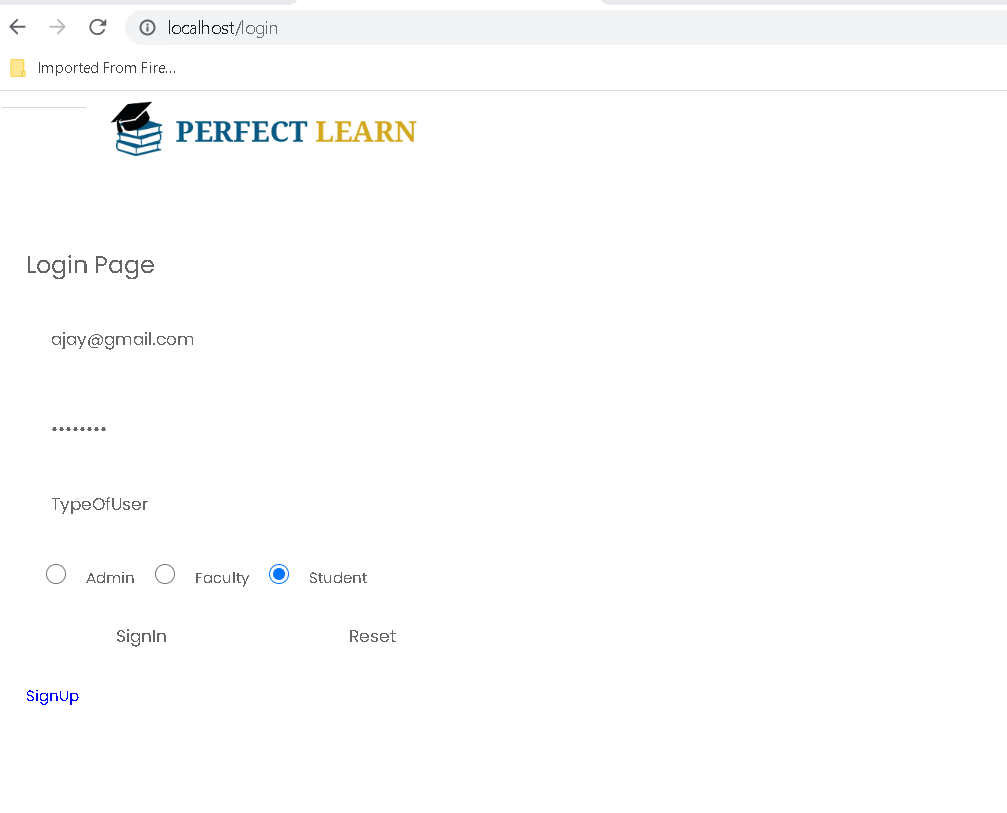 localhost/login
Imported From Fire...
PERFECT LEARN
Login Page
ajay@gmail.com
••••••••
TypeOfUser
Admin Faculty Student
SignIn Reset
SignUp